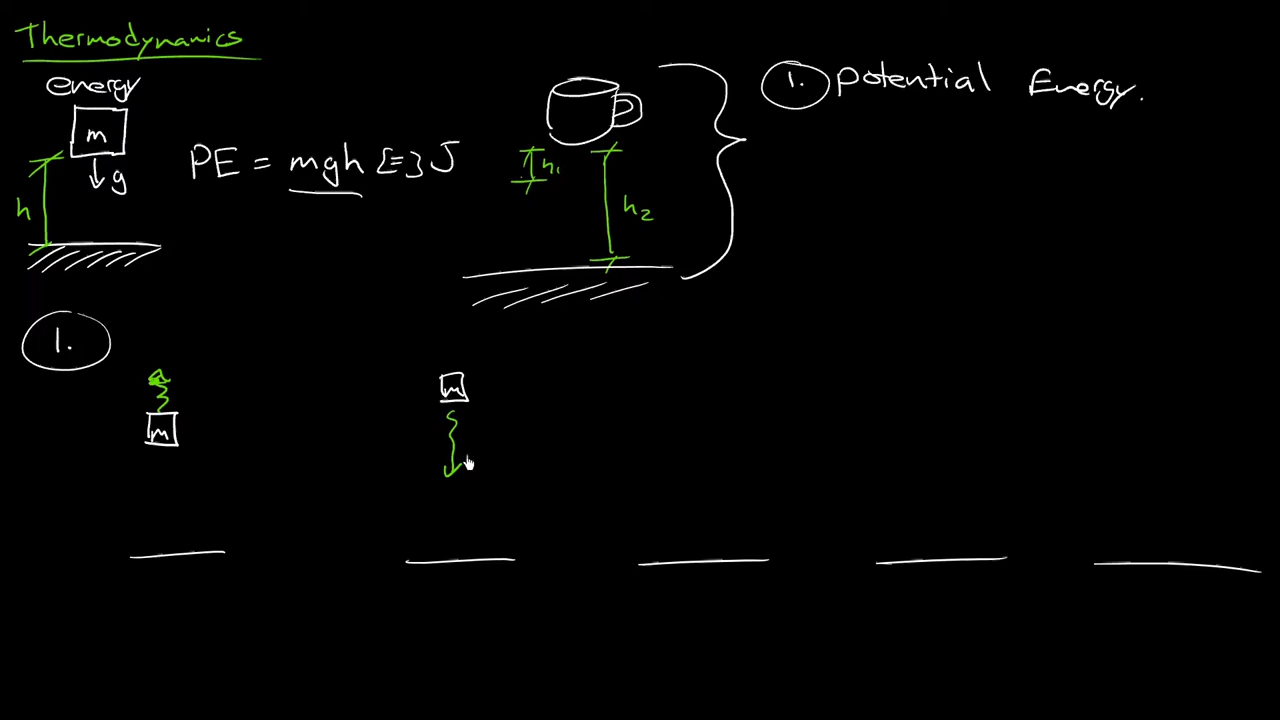 Thermodynamics
energy
m
g
h
PE = mgh [=] J
h1
h2
1. Potential Energy.
1.
m
m